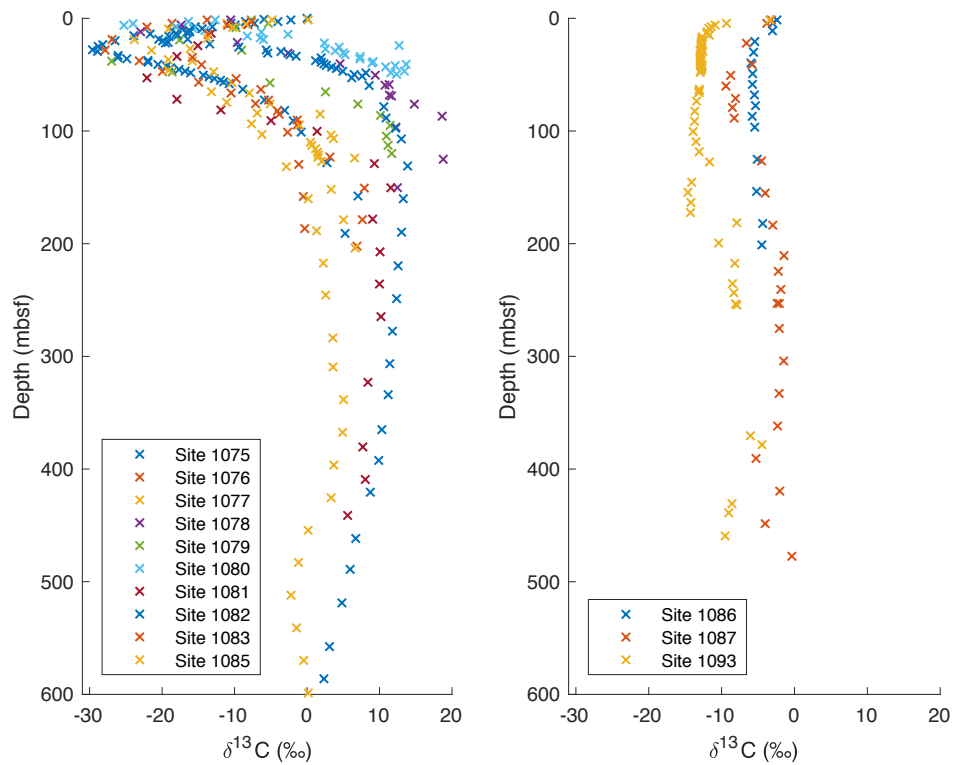 0
100
200
300
400
500
600
Depth (mbsf)
-30 -20 -10 0 10 20
δ13C (‰)
Site 1075
Site 1076
Site 1077
Site 1078
Site 1079
Site 1080
Site 1081
Site 1082
Site 1083
Site 1085
0
100
200
300
400
500
600
Depth (mbsf)
-30 -20 -10 0 10 20
δ13C (‰)
Site 1086
Site 1087
Site 1093